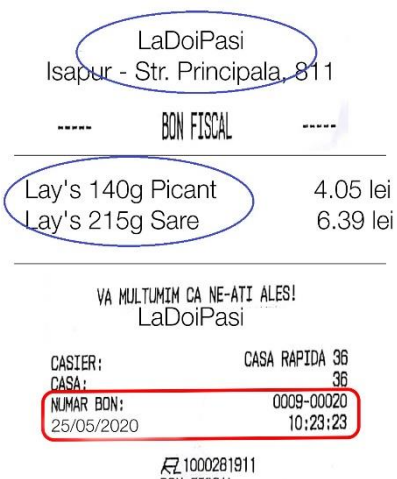 LaDoiPasi
Isapur - Str. Principala, 811
----- BON FISCAL -----
Lay's 140g Picant 4.05 lei
Lay's 215g Sare 6.39 lei
VA MULTUMIM CA NE-ATI ALES!
LaDoiPasi
CASIER: CASA RAPIDA 36
CASA: 36
NUMAR BON: 0009-00020
25/05/2020 10:23:23
1000281911